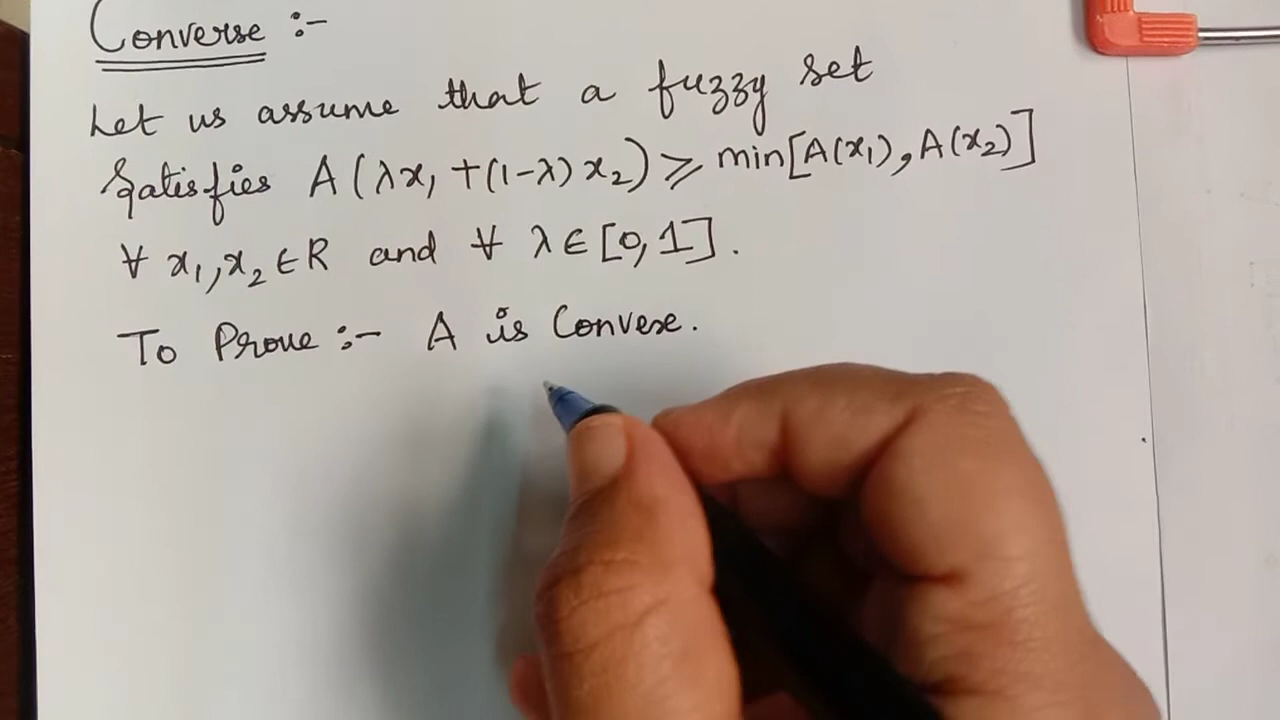 Converse :-
Let us assume that a fuzzy set
satisfies A(λx₁ +(1-λ) x₂) ⩾ min[A(x₁), A(x₂)]
∀ x₁, x₂ ∈ R and ∀ λ ∈ [0, 1].
To Prove :- A is Convex.